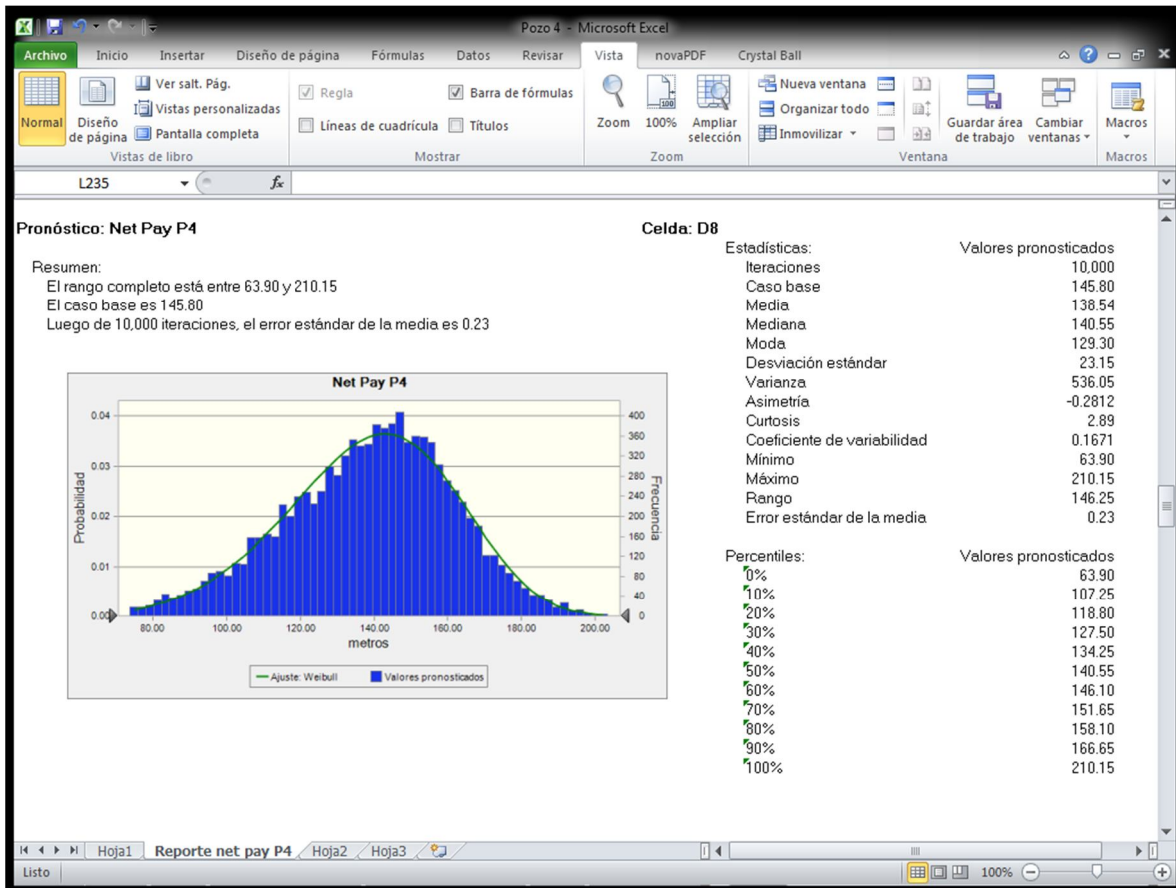 Pozo 4 - Microsoft Excel
Archivo Inicio Insertar Diseño de página Fórmulas Datos Revisar Vista novaPDF Crystal Ball
Normal
Diseño de página
Ver salt. Pág.
Vistas personalizadas
Pantalla completa
Vistas de libro
Regla
Barra de fórmulas
Líneas de cuadrícula
Títulos
Mostrar
Zoom
100
100%
Ampliar selección
Zoom
Nueva ventana
Organizar todo
Inmovilizar
Guardar área de trabajo
Cambiar ventanas
Ventana
Macros
Macros
L235
fx
Pronóstico: Net Pay P4 Celda: D8
Resumen:
El rango completo está entre 63.90 y 210.15
El caso base es 145.80
Luego de 10,000 iteraciones, el error estándar de la media es 0.23
Net Pay P4
Probabilidad
0.04
0.03
0.02
0.01
0.00
Frecuencia
400
360
320
280
240
200
160
120
80
40
0
80.00 100.00 120.00 140.00 160.00 180.00 200.00
metros
Ajuste: Weibull Valores pronosticados
Estadísticas: Valores pronosticados
Iteraciones 10,000
Caso base 145.80
Media 138.54
Mediana 140.55
Moda 129.30
Desviación estándar 23.15
Varianza 536.05
Asimetría -0.2812
Curtosis 2.89
Coeficiente de variabilidad 0.1671
Mínimo 63.90
Máximo 210.15
Rango 146.25
Error estándar de la media 0.23
Percentiles: Valores pronosticados
0% 63.90
10% 107.25
20% 118.80
30% 127.50
40% 134.25
50% 140.55
60% 146.10
70% 151.65
80% 158.10
90% 166.65
100% 210.15
Hoja1 Reporte net pay P4 Hoja2 Hoja3
Listo 100%